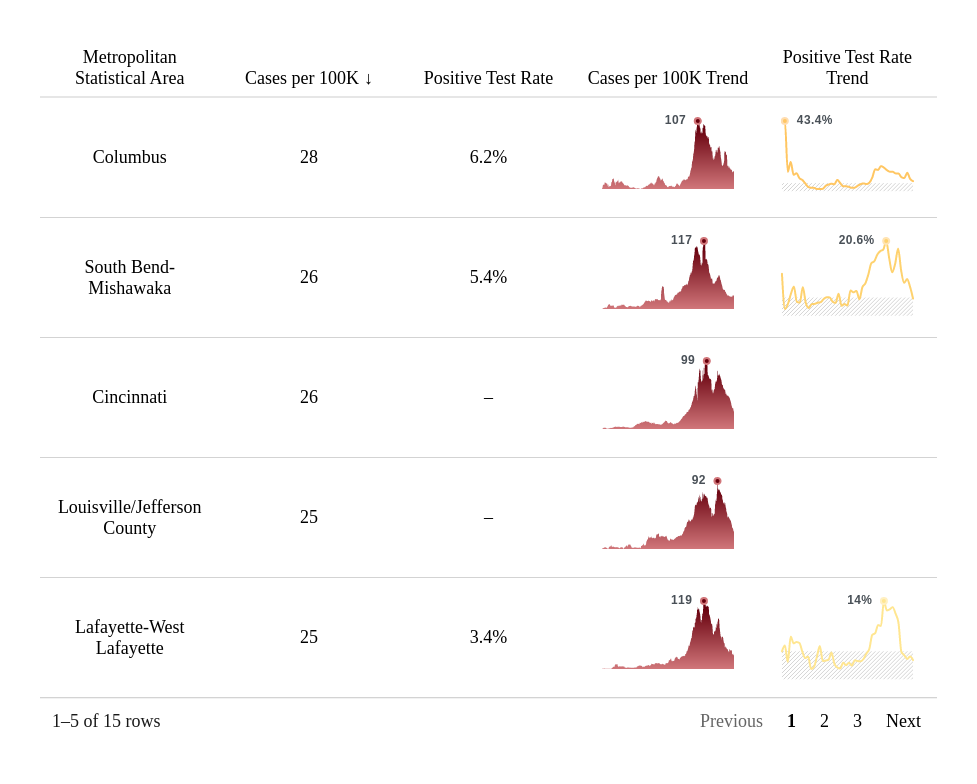 Metropolitan
Statistical Area
Cases per 100K ↓
Positive Test Rate
Cases per 100K Trend
Positive Test Rate
Trend
Columbus
28
6.2%
107
43.4%
South Bend-
Mishawaka
26
5.4%
117
20.6%
Cincinnati
26
–
99
Louisville/Jefferson
County
25
–
92
Lafayette-West
Lafayette
25
3.4%
119
14%
1–5 of 15 rows
Previous 1 2 3 Next